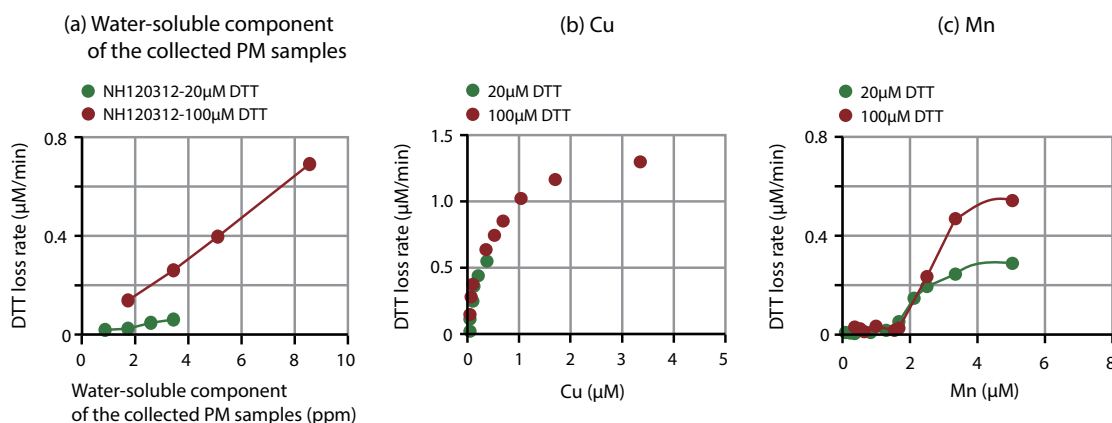 (a) Water-soluble component
of the collected PM samples
NH120312-20μM DTT
NH120312-100μM DTT
DTT loss rate (μM/min)
0.8
0.4
0
0 2 4 6 8 10
Water-soluble component
of the collected PM samples (ppm)
(b) Cu
20μM DTT
100μM DTT
DTT loss rate (μM/min)
1.5
1.0
0.5
0
0 1 2 3 4 5
Cu (μM)
(c) Mn
20μM DTT
100μM DTT
DTT loss rate (μM/min)
0.8
0.4
0
0 2 4 6 8
Mn (μM)